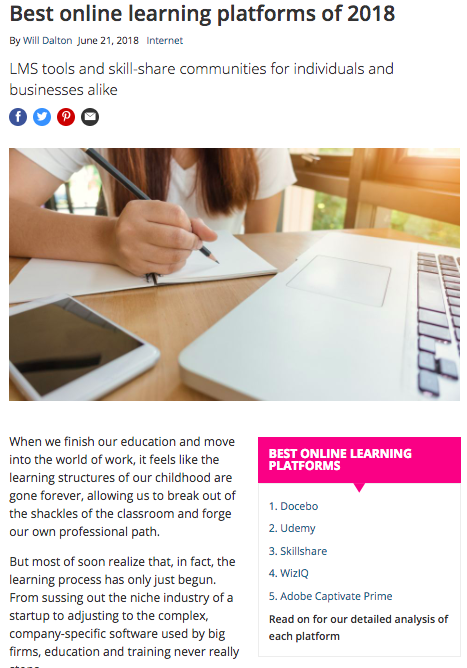 Best online learning platforms of 2018
By Will Dalton June 21, 2018 Internet
LMS tools and skill-share communities for individuals and
businesses alike
When we finish our education and move
into the world of work, it feels like the
learning structures of our childhood are
gone forever, allowing us to break out of
the shackles of the classroom and forge
our own professional path.
But most of soon realize that, in fact, the
learning process has only just begun.
From sussing out the niche industry of a
startup to adjusting to the complex,
company-specific software used by big
firms, education and training never really
BEST ONLINE LEARNING
PLATFORMS
1. Docebo
2. Udemy
3. Skillshare
4. WizIQ
5. Adobe Captivate Prime
Read on for our detailed analysis of
each platform